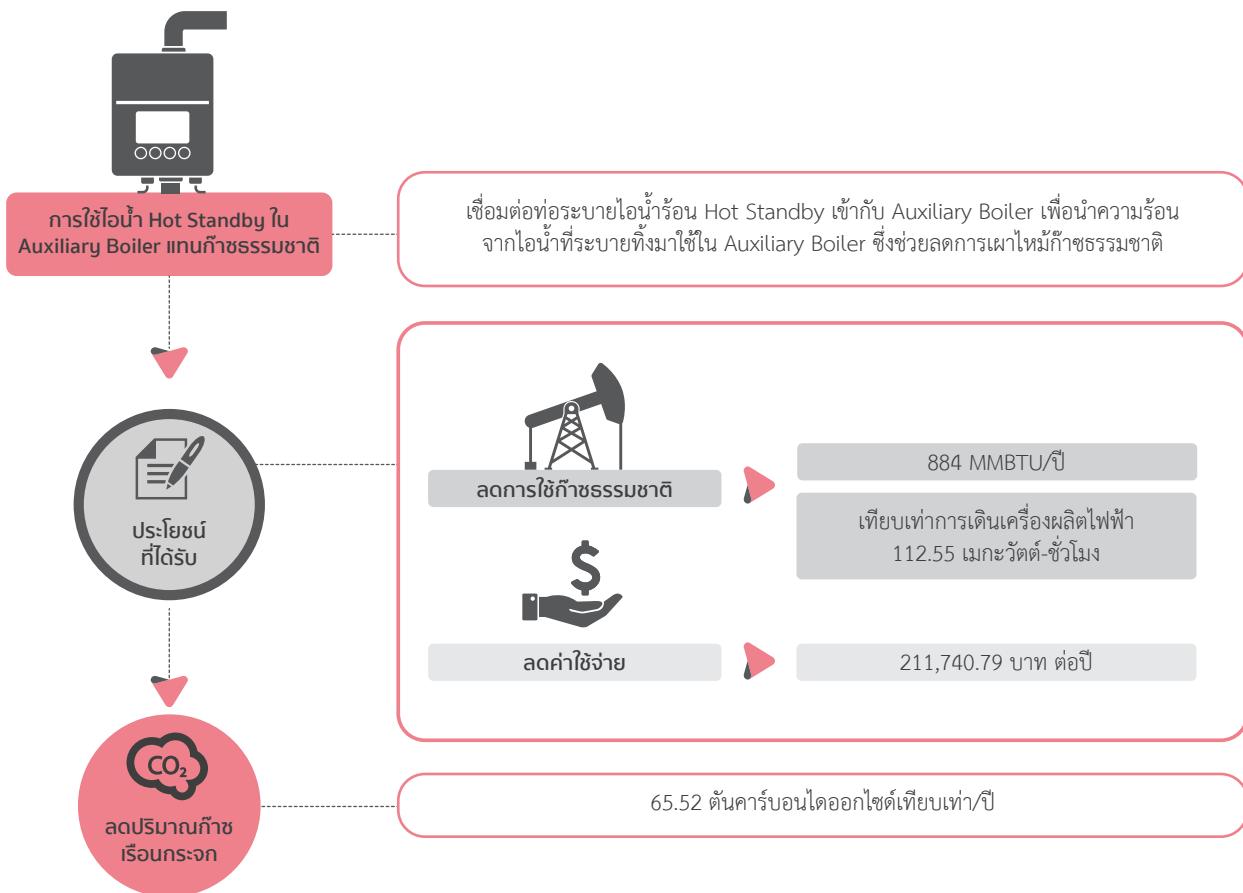 การใช้ไอน้ำ Hot Standby ใน
Auxiliary Boiler แทนก๊าซธรรมชาติ
เชื่อมต่อท่อระบายไอน้ำร้อน Hot Standby เข้ากับ Auxiliary Boiler เพื่อนำความร้อน
จากไอน้ำที่ระบายทิ้งมาใช้ใน Auxiliary Boiler ซึ่งช่วยลดการเผาไหม้ก๊าซธรรมชาติ
ประโยชน์
ที่ได้รับ
ลดการใช้ก๊าซธรรมชาติ
884 MMBTU/ปี
เทียบเท่าการเดินเครื่องผลิตไฟฟ้า
112.55 เมกะวัตต์-ชั่วโมง
$
ลดค่าใช้จ่าย
211,740.79 บาท ต่อปี
CO₂
ลดปริมาณก๊าซ
เรือนกระจก
65.52 ตันคาร์บอนไดออกไซด์เทียบเท่า/ปี